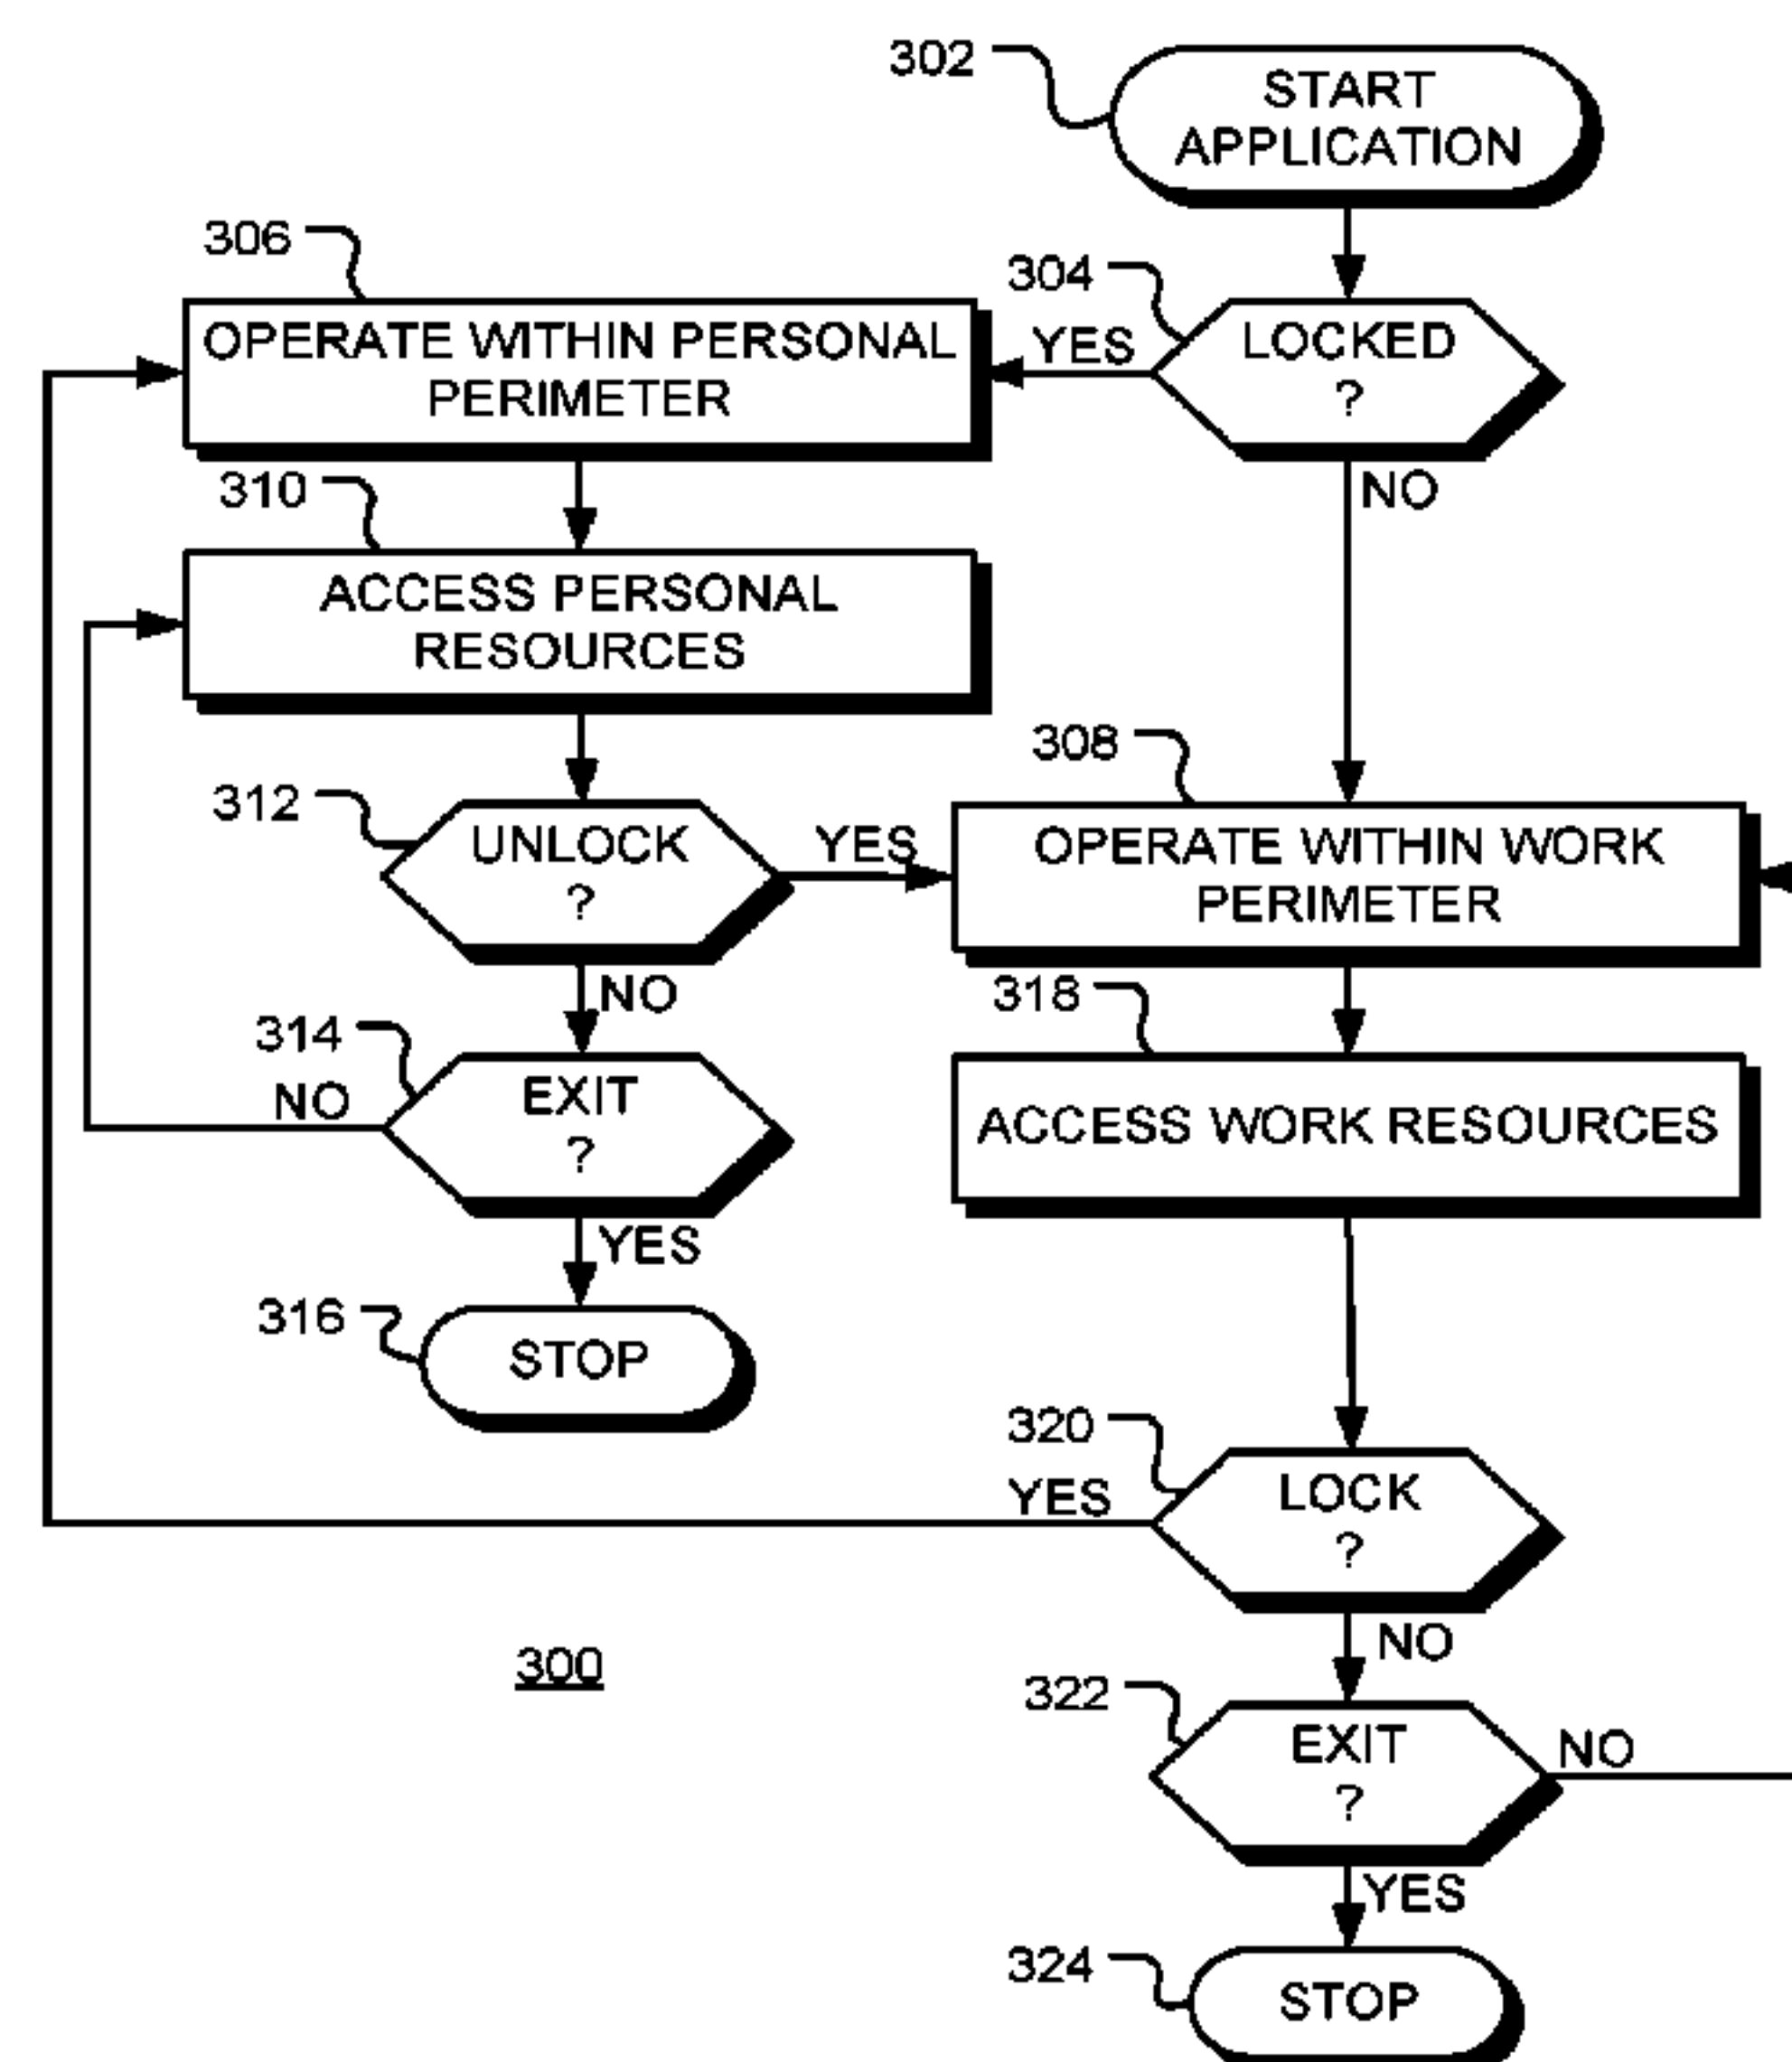 302
START
APPLICATION
306
304
OPERATE WITHIN PERSONAL
PERIMETER
YES
LOCKED
?
310
NO
ACCESS PERSONAL
RESOURCES
308
312
UNLOCK
?
YES
OPERATE WITHIN WORK
PERIMETER
NO
318
314
NO
EXIT
?
ACCESS WORK RESOURCES
YES
316
STOP
320
YES
LOCK
?
300
NO
322
EXIT
?
NO
YES
324
STOP